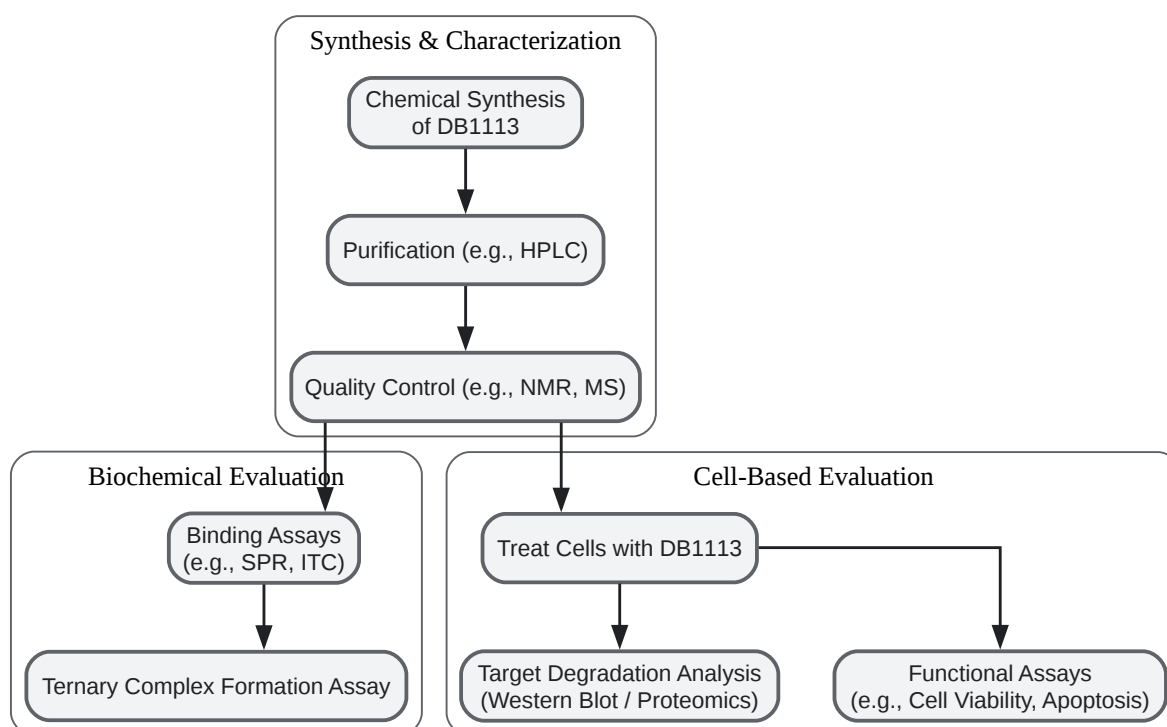 Synthesis & Characterization
Chemical Synthesis
of DB1113
Purification (e.g., HPLC)
Quality Control (e.g., NMR, MS)
Biochemical Evaluation
Binding Assays
(e.g., SPR, ITC)
Ternary Complex Formation Assay
Cell-Based Evaluation
Treat Cells with DB1113
Target Degradation Analysis
(Western Blot / Proteomics)
Functional Assays
(e.g., Cell Viability, Apoptosis)